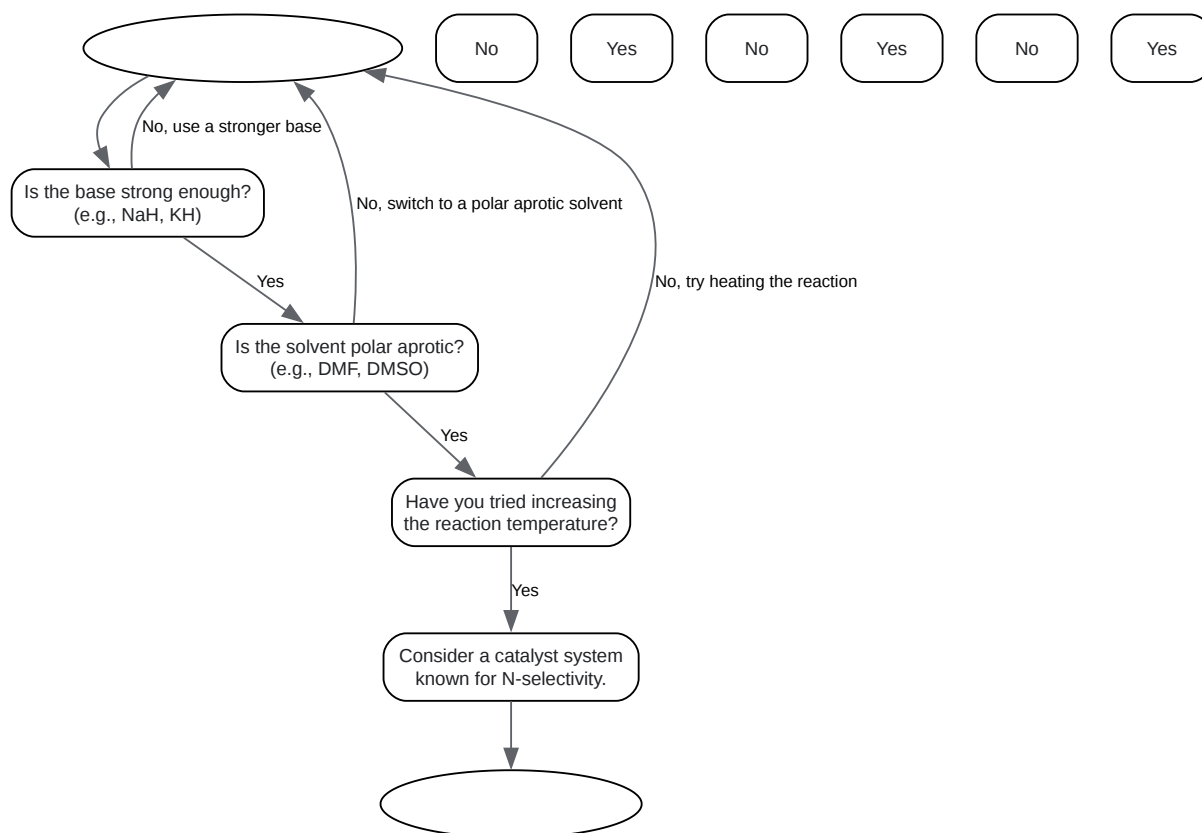 No
Yes
No
Yes
No
Yes
No, use a stronger base
Is the base strong enough?
(e.g., NaH, KH)
No, switch to a polar aprotic solvent
Yes
No, try heating the reaction
Is the solvent polar aprotic?
(e.g., DMF, DMSO)
Yes
Have you tried increasing
the reaction temperature?
Yes
Consider a catalyst system
known for N-selectivity.